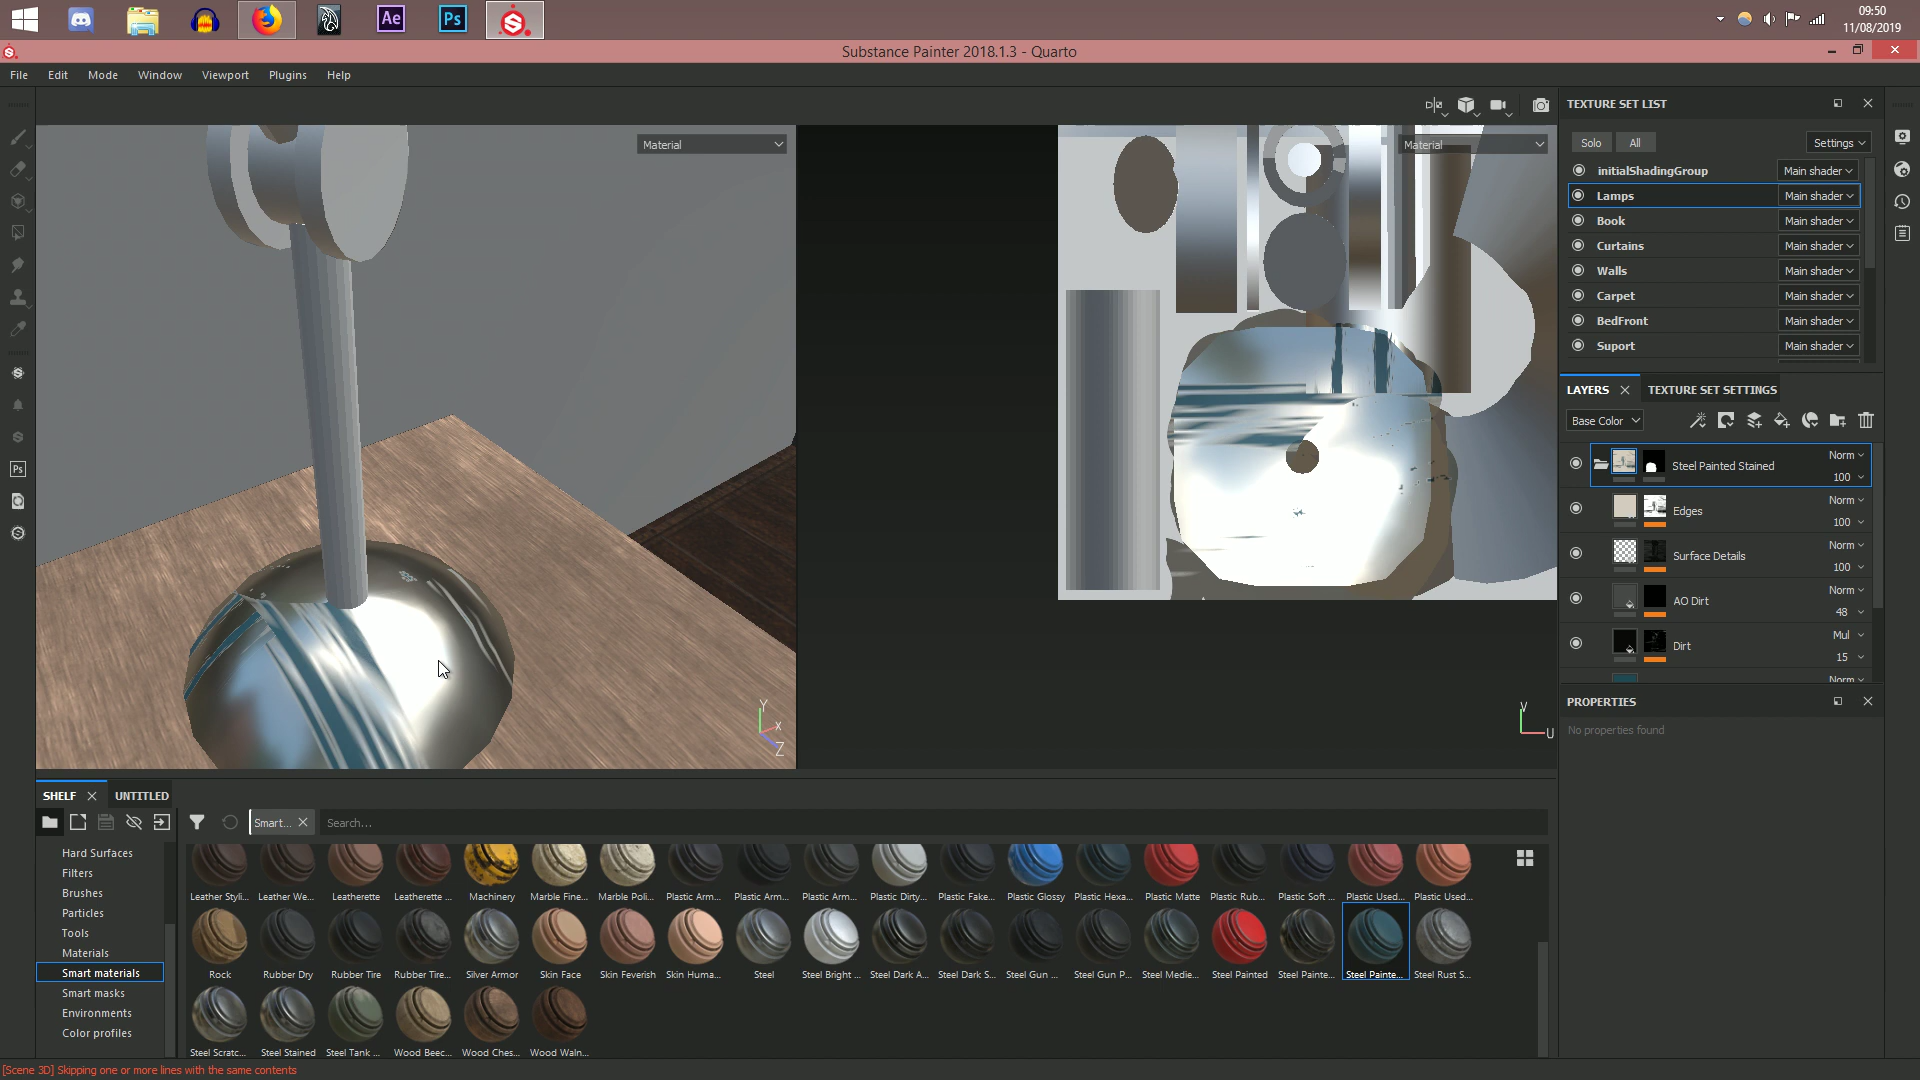 Ae
Ps
09:50
11/08/2019
Substance Painter 2018.1.3 - Quarto
File Edit Mode Window Viewport Plugins Help
Material
Material
Y
X
Z
V
U
TEXTURE SET LIST
Solo All Settings
initialShadingGroup Main shader
Lamps Main shader
Book Main shader
Curtains Main shader
Walls Main shader
Carpet Main shader
BedFront Main shader
Suport Main shader
LAYERS TEXTURE SET SETTINGS
Base Color
Steel Painted Stained Norm 100
Edges Norm 100
Surface Details Norm 100
AO Dirt Norm 48
Dirt Mul 15
Norm
PROPERTIES
No properties found
Ps
SHELF UNTITLED
Smart... Search...
Hard Surfaces
Filters
Brushes
Particles
Tools
Materials
Smart materials
Smart masks
Environments
Color profiles
Leather Styli... Leather We... Leatherette Leatherette ... Machinery Marble Fine... Marble Poli... Plastic Arm... Plastic Arm... Plastic Arm... Plastic Dirty... Plastic Fake... Plastic Glossy Plastic Hexa... Plastic Matte Plastic Rub... Plastic Soft ... Plastic Used... Plastic Used...
Rock Rubber Dry Rubber Tire Rubber Tire... Silver Armor Skin Face Skin Feverish Skin Huma... Steel Steel Bright ... Steel Dark A... Steel Dark S... Steel Gun ... Steel Gun P... Steel Medie... Steel Painted Steel Painte... Steel Painte... Steel Rust S...
Steel Scratc... Steel Stained Steel Tank ... Wood Beec... Wood Ches... Wood Waln...
[Scene 3D] Skipping one or more lines with the same contents